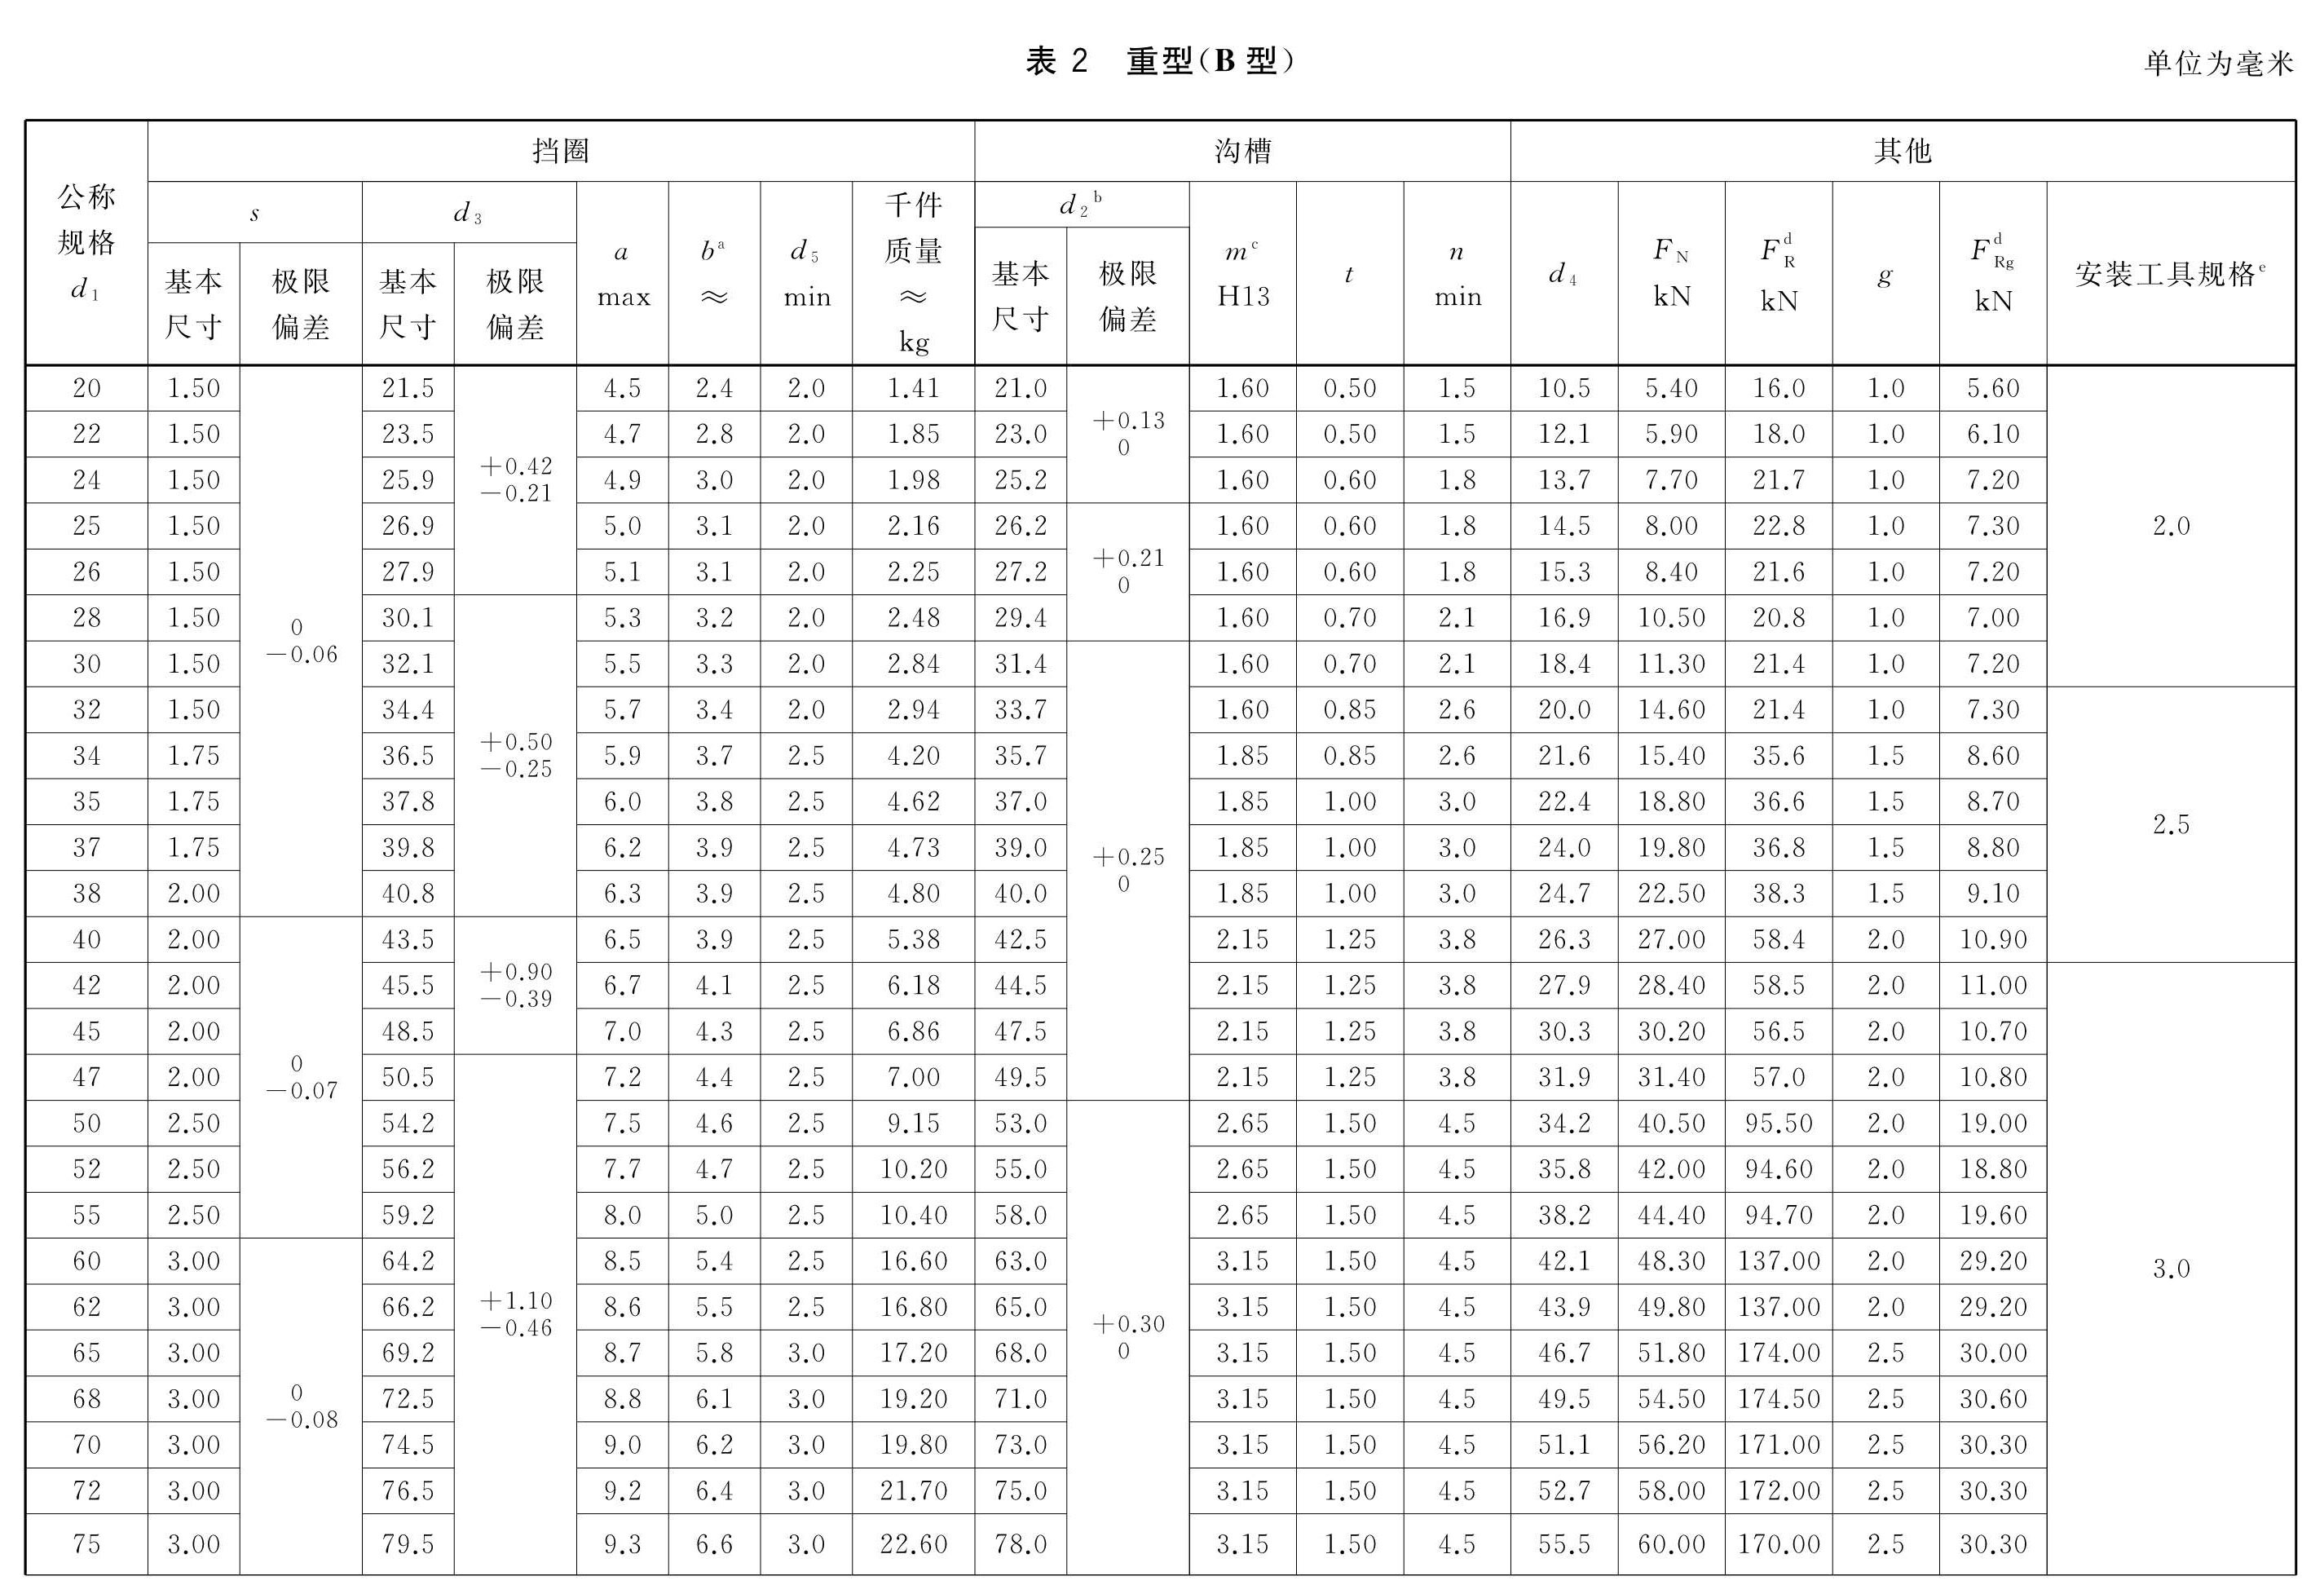 表 2 重型(B 型)
单位为毫米
公称规格 d1 挡圈 沟槽 其他
s d3 a max bᵃ ≈ d5 min 千件质量 ≈ kg d2ᵇ mᶜ H13 t n min d4 FN kN FRᵈ kN g FRgᵈ kN 安装工具规格ᵉ
基本尺寸 极限偏差 基本尺寸 极限偏差 基本尺寸 极限偏差
20 1.50 0 −0.06 21.5 +0.42 −0.21 4.5 2.4 2.0 1.41 21.0 +0.13 0 1.60 0.50 1.5 10.5 5.40 16.0 1.0 5.60 2.0
22 1.50 23.5 4.7 2.8 2.0 1.85 23.0 1.60 0.50 1.5 12.1 5.90 18.0 1.0 6.10
24 1.50 25.9 4.9 3.0 2.0 1.98 25.2 1.60 0.60 1.8 13.7 7.70 21.7 1.0 7.20
25 1.50 26.9 5.0 3.1 2.0 2.16 26.2 +0.21 0 1.60 0.60 1.8 14.5 8.00 22.8 1.0 7.30
26 1.50 27.9 5.1 3.1 2.0 2.25 27.2 1.60 0.60 1.8 15.3 8.40 21.6 1.0 7.20
28 1.50 30.1 +0.50 −0.25 5.3 3.2 2.0 2.48 29.4 1.60 0.70 2.1 16.9 10.50 20.8 1.0 7.00
30 1.50 32.1 5.5 3.3 2.0 2.84 31.4 +0.25 0 1.60 0.70 2.1 18.4 11.30 21.4 1.0 7.20
32 1.50 34.4 5.7 3.4 2.0 2.94 33.7 1.60 0.85 2.6 20.0 14.60 21.4 1.0 7.30 2.5
34 1.75 36.5 5.9 3.7 2.5 4.20 35.7 1.85 0.85 2.6 21.6 15.40 35.6 1.5 8.60
35 1.75 37.8 6.0 3.8 2.5 4.62 37.0 1.85 1.00 3.0 22.4 18.80 36.6 1.5 8.70
37 1.75 39.8 6.2 3.9 2.5 4.73 39.0 1.85 1.00 3.0 24.0 19.80 36.8 1.5 8.80
38 2.00 40.8 6.3 3.9 2.5 4.80 40.0 1.85 1.00 3.0 24.7 22.50 38.3 1.5 9.10
40 2.00 0 −0.07 43.5 +0.90 −0.39 6.5 3.9 2.5 5.38 42.5 2.15 1.25 3.8 26.3 27.00 58.4 2.0 10.90
42 2.00 45.5 6.7 4.1 2.5 6.18 44.5 2.15 1.25 3.8 27.9 28.40 58.5 2.0 11.00 3.0
45 2.00 48.5 7.0 4.3 2.5 6.86 47.5 2.15 1.25 3.8 30.3 30.20 56.5 2.0 10.70
47 2.00 50.5 +1.10 −0.46 7.2 4.4 2.5 7.00 49.5 2.15 1.25 3.8 31.9 31.40 57.0 2.0 10.80
50 2.50 54.2 7.5 4.6 2.5 9.15 53.0 +0.30 0 2.65 1.50 4.5 34.2 40.50 95.50 2.0 19.00
52 2.50 56.2 7.7 4.7 2.5 10.20 55.0 2.65 1.50 4.5 35.8 42.00 94.60 2.0 18.80
55 2.50 59.2 8.0 5.0 2.5 10.40 58.0 2.65 1.50 4.5 38.2 44.40 94.70 2.0 19.60
60 3.00 0 −0.08 64.2 8.5 5.4 2.5 16.60 63.0 3.15 1.50 4.5 42.1 48.30 137.00 2.0 29.20
62 3.00 66.2 8.6 5.5 2.5 16.80 65.0 3.15 1.50 4.5 43.9 49.80 137.00 2.0 29.20
65 3.00 69.2 8.7 5.8 3.0 17.20 68.0 3.15 1.50 4.5 46.7 51.80 174.00 2.5 30.00
68 3.00 72.5 8.8 6.1 3.0 19.20 71.0 3.15 1.50 4.5 49.5 54.50 174.50 2.5 30.60
70 3.00 74.5 9.0 6.2 3.0 19.80 73.0 3.15 1.50 4.5 51.1 56.20 171.00 2.5 30.30
72 3.00 76.5 9.2 6.4 3.0 21.70 75.0 3.15 1.50 4.5 52.7 58.00 172.00 2.5 30.30
75 3.00 79.5 9.3 6.6 3.0 22.60 78.0 3.15 1.50 4.5 55.5 60.00 170.00 2.5 30.30